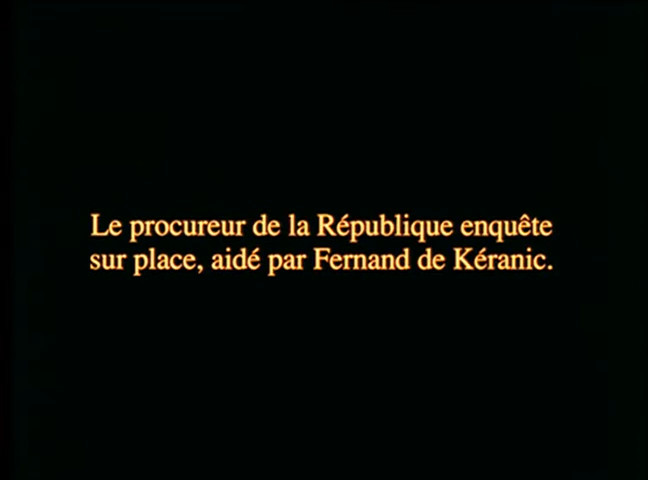 Le procureur de la République enquête
sur place, aidé par Fernand de Kéranic.